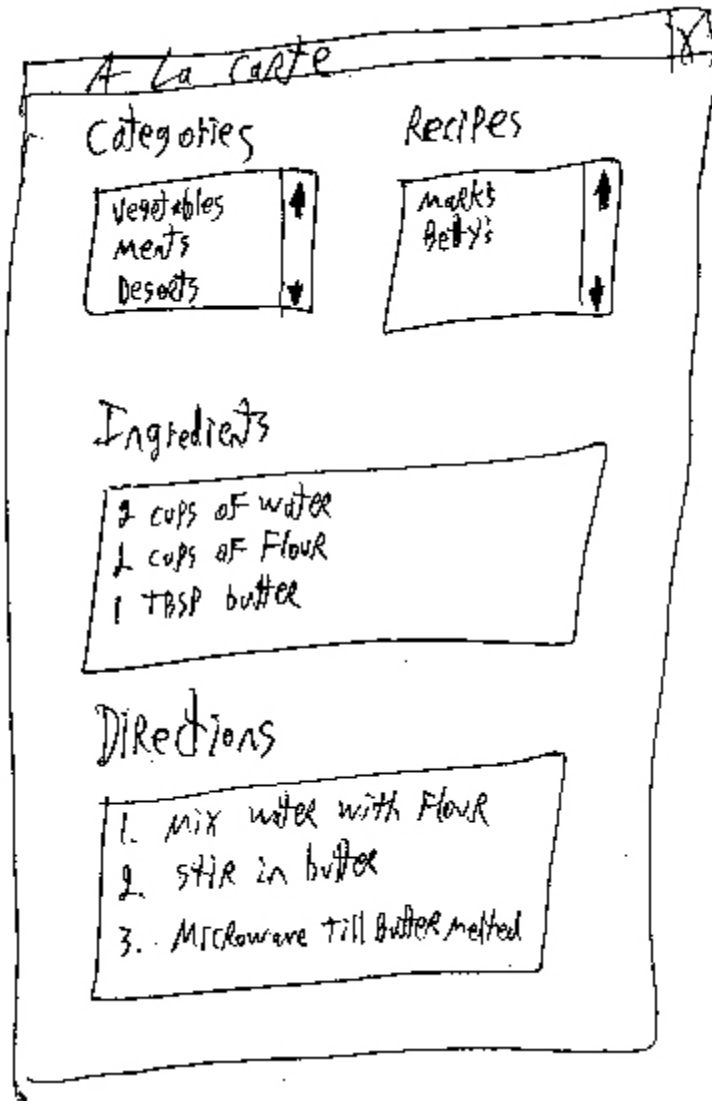 A La Carte
X
Categories
Vegetables
Meats
Deserts
Recipes
Mark's
Betty's
Ingredients
2 cups of water
2 cups of Flour
1 TBSP butter
Directions
1. Mix water with Flour
2. Stir in butter
3. Microwave Till Butter Melted